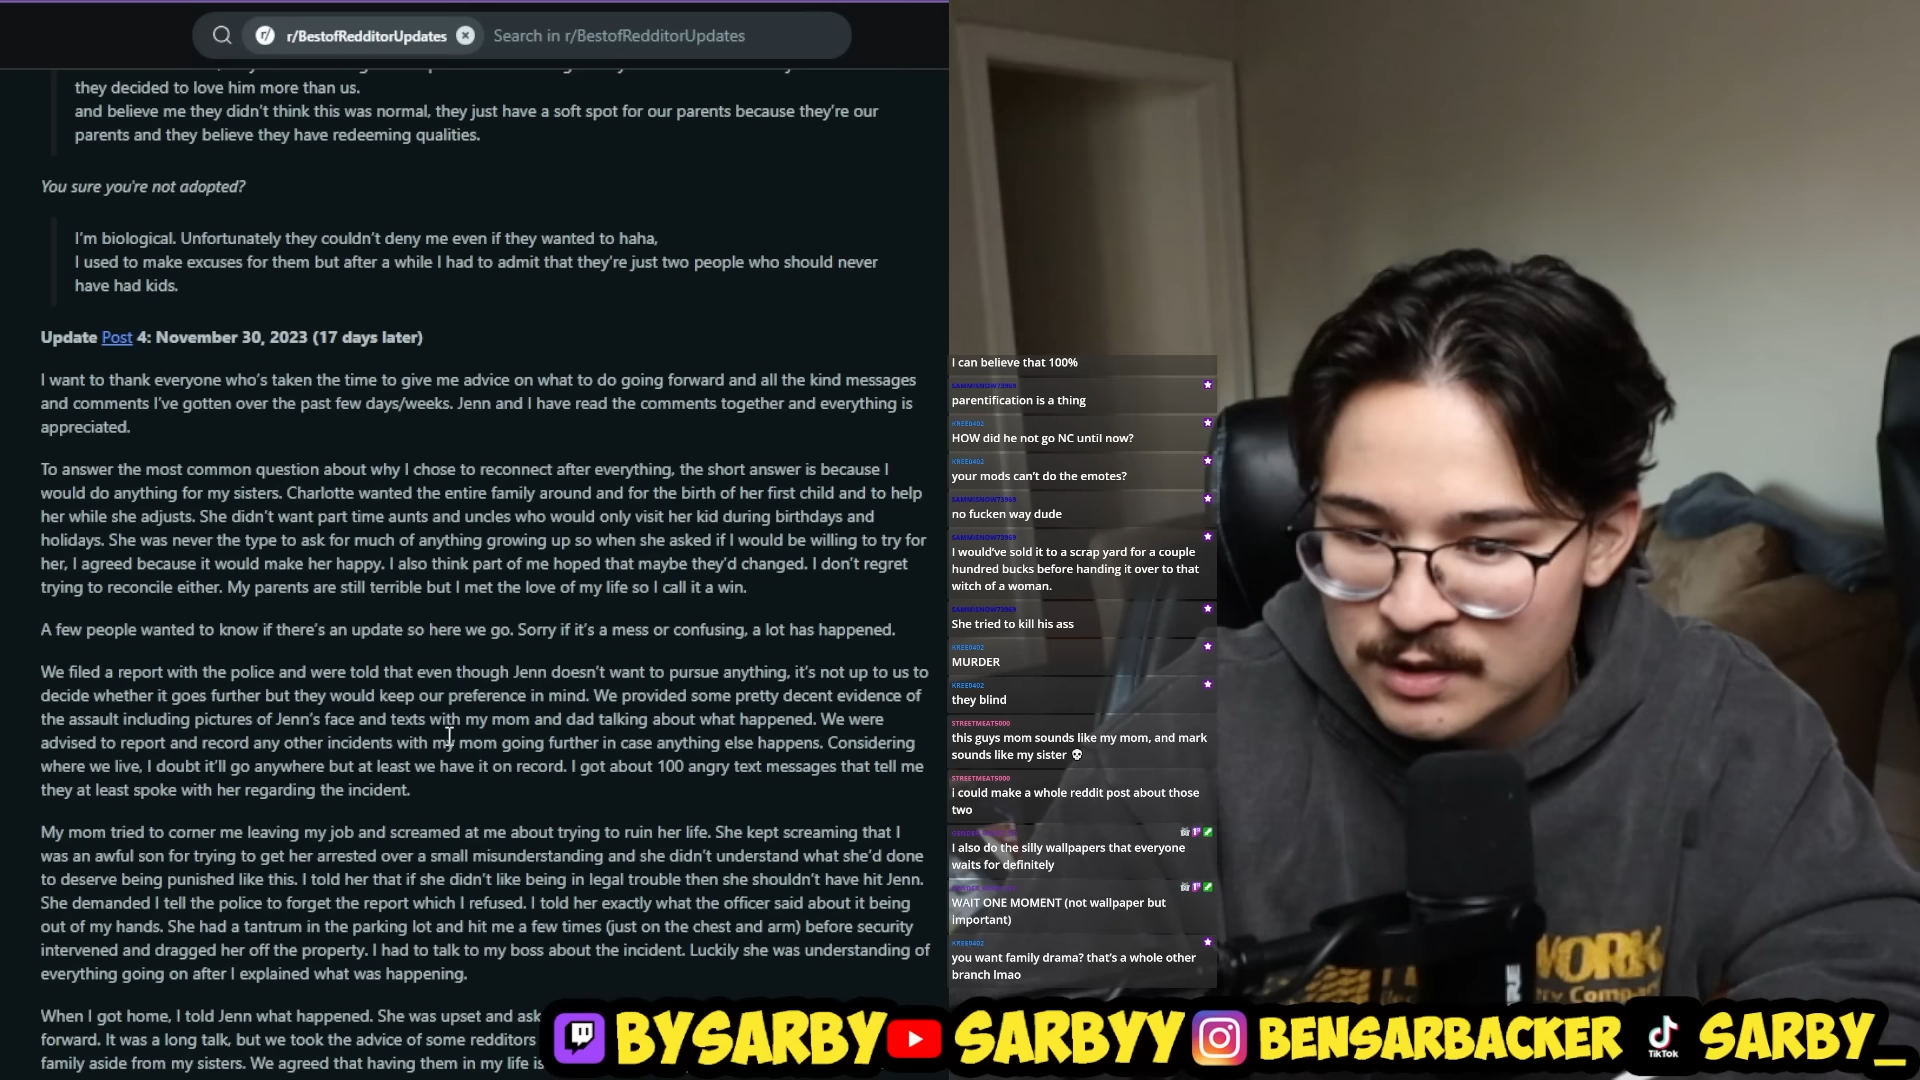 r/BestofRedditorUpdates
Search in r/BestofRedditorUpdates
they decided to love him more than us.
and believe me they didn't think this was normal, they just have a soft spot for our parents because they're our
parents and they believe they have redeeming qualities.
You sure you're not adopted?
I'm biological. Unfortunately they couldn't deny me even if they wanted to haha,
I used to make excuses for them but after a while I had to admit that they're just two people who should never
have had kids.
Update Post 4: November 30, 2023 (17 days later)
I want to thank everyone who's taken the time to give me advice on what to do going forward and all the kind messages
and comments I've gotten over the past few days/weeks. Jenn and I have read the comments together and everything is
appreciated.
To answer the most common question about why I chose to reconnect after everything, the short answer is because I
would do anything for my sisters. Charlotte wanted the entire family around and for the birth of her first child and to help
her while she adjusts. She didn't want part time aunts and uncles who would only visit her kid during birthdays and
holidays. She was never the type to ask for much of anything growing up so when she asked if I would be willing to try for
her, I agreed because it would make her happy. I also think part of me hoped that maybe they'd changed. I don't regret
trying to reconcile either. My parents are still terrible but I met the love of my life so I call it a win.
A few people wanted to know if there's an update so here we go. Sorry if it's a mess or confusing, a lot has happened.
We filed a report with the police and were told that even though Jenn doesn't want to pursue anything, it's not up to us to
decide whether it goes further but they would keep our preference in mind. We provided some pretty decent evidence of
the assault including pictures of Jenn's face and texts with my mom and dad talking about what happened. We were
advised to report and record any other incidents with my mom going further in case anything else happens. Considering
where we live, I doubt it'll go anywhere but at least we have it on record. I got about 100 angry text messages that tell me
they at least spoke with her regarding the incident.
My mom tried to corner me leaving my job and screamed at me about trying to ruin her life. She kept screaming that I
was an awful son for trying to get her arrested over a small misunderstanding and she didn't understand what she'd done
to deserve being punished like this. I told her that if she didn't like being in legal trouble then she shouldn't have hit Jenn.
She demanded I tell the police to forget the report which I refused. I told her exactly what the officer said about it being
out of my hands. She had a tantrum in the parking lot and hit me a few times (just on the chest and arm) before security
intervened and dragged her off the property. I had to talk to my boss about the incident. Luckily she was understanding of
everything going on after I explained what was happening.
When I got home, I told Jenn what happened. She was upset and ask
forward. It was a long talk, but we took the advice of some redditors
family aside from my sisters. We agreed that having them in my life is
I can believe that 100%
SAMMISNOW73969
parentification is a thing
KREE0402
HOW did he not go NC until now?
KREE0402
your mods can't do the emotes?
SAMMISNOW73969
no fucken way dude
SAMMISNOW73969
I would've sold it to a scrap yard for a couple
hundred bucks before handing it over to that
witch of a woman.
SAMMISNOW73969
She tried to kill his ass
KREE0402
MURDER
KREE0402
they blind
STREETMEAT5000
this guys mom sounds like my mom, and mark
sounds like my sister 💀
STREETMEAT5000
i could make a whole reddit post about those
two
I also do the silly wallpapers that everyone
waits for definitely
WAIT ONE MOMENT (not wallpaper but
important)
KREE0402
you want family drama? that's a whole other
branch lmao
WORK
BYSARBY
SARBYY
BENSARBACKER
TikTok
SARBY_